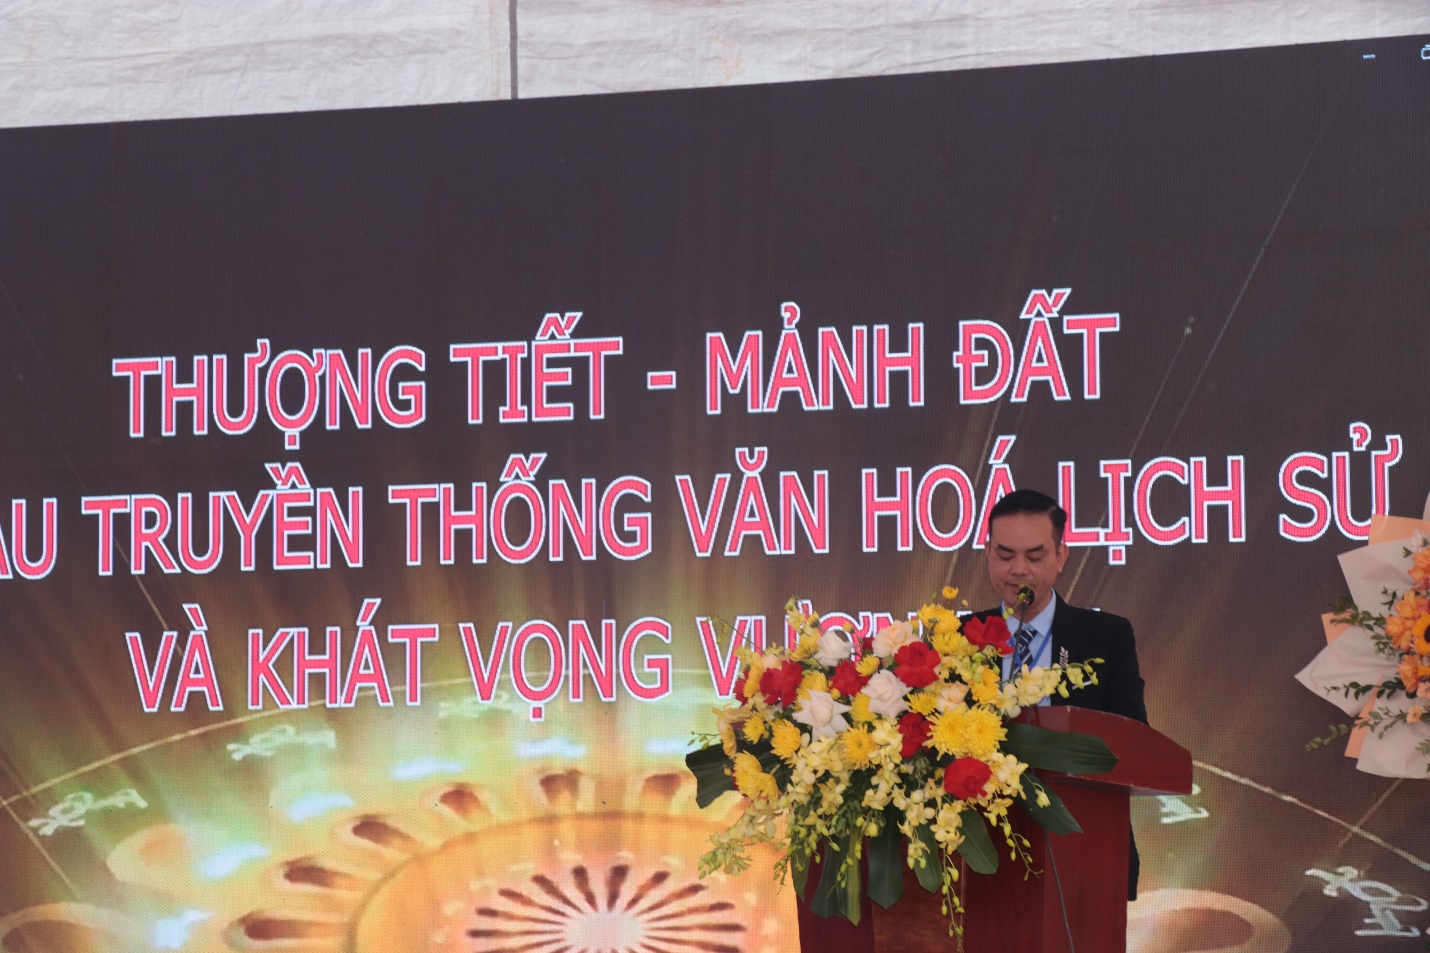 THƯỢNG TIẾT - MẢNH ĐẤT
TRUYỀN THỐNG VĂN HOÁ LỊCH SỬ
VÀ KHÁT VỌNG